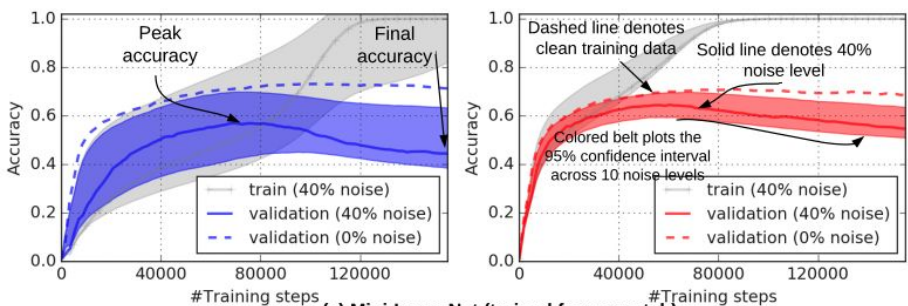 Peak
accuracy
Final
accuracy
1.0
0.8
0.6
0.4
0.2
0.0
Accuracy
train (40% noise)
validation (40% noise)
validation (0% noise)
0
40000
80000
120000
#Training steps
Dashed line denotes
clean training data
Solid line denotes 40%
noise level
Colored belt plots the
95% confidence interval
across 10 noise levels
1.0
0.8
0.6
0.4
0.2
0.0
Accuracy
train (40% noise)
validation (40% noise)
validation (0% noise)
0
40000
80000
120000
#Training steps